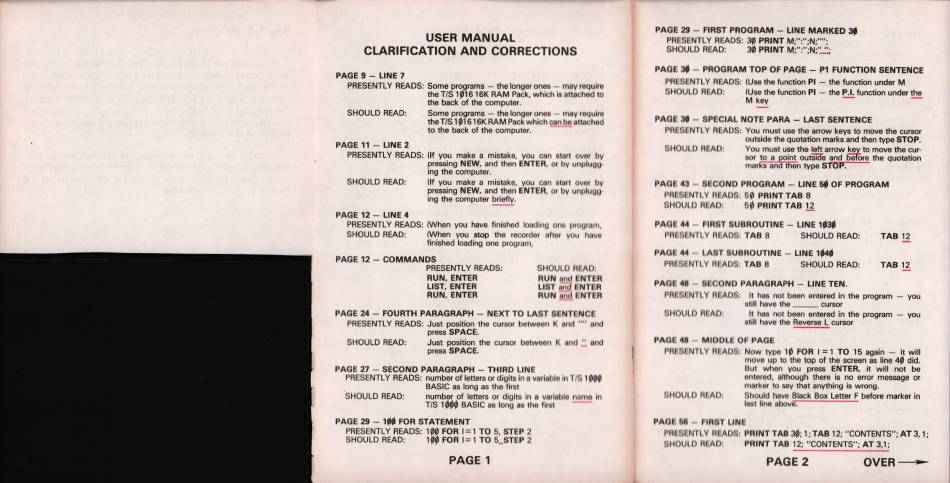 USER MANUAL
CLARIFICATION AND CORRECTIONS
PAGE 9 — LINE 7
PRESENTLY READS: Some programs — the longer ones — may require
the T/S 1016 16K RAM Pack, which is attached to
the back of the computer.
SHOULD READ: Some programs — the longer ones — may require
the T/S 1016 16K RAM Pack which can be attached
to the back of the computer.
PAGE 11 — LINE 2
PRESENTLY READS: (If you make a mistake, you can start over by
pressing NEW, and then ENTER, or by unplugg-
ing the computer.
SHOULD READ: (If you make a mistake, you can start over by
pressing NEW, and then ENTER, or by unplugg-
ing the computer briefly.
PAGE 12 — LINE 4
PRESENTLY READS: (When you have finished loading one program,
SHOULD READ: (When you stop the recorder after you have
finished loading one program,
PAGE 12 — COMMANDS
PRESENTLY READS: SHOULD READ:
RUN, ENTER RUN and ENTER
LIST, ENTER LIST and ENTER
RUN, ENTER RUN and ENTER
PAGE 24 — FOURTH PARAGRAPH — NEXT TO LAST SENTENCE
PRESENTLY READS: Just position the cursor between K and "" and
press SPACE.
SHOULD READ: Just position the cursor between K and " and
press SPACE.
PAGE 27 — SECOND PARAGRAPH — THIRD LINE
PRESENTLY READS: number of letters or digits in a variable in T/S 1000
BASIC as long as the first
SHOULD READ: number of letters or digits in a variable name in
T/S 1000 BASIC as long as the first
PAGE 29 — 100 FOR STATEMENT
PRESENTLY READS: 100 FOR I=1 TO 5, STEP 2
SHOULD READ: 100 FOR I=1 TO 5 STEP 2
PAGE 1
PAGE 29 — FIRST PROGRAM — LINE MARKED 30
PRESENTLY READS: 30 PRINT M;":";N;"";
SHOULD READ: 30 PRINT M;":";N;" ";
PAGE 30 — PROGRAM TOP OF PAGE — P1 FUNCTION SENTENCE
PRESENTLY READS: (Use the function PI — the function under M
SHOULD READ: (Use the function PI — the P.I. function under the
M key
PAGE 30 — SPECIAL NOTE PARA — LAST SENTENCE
PRESENTLY READS: You must use the arrow keys to move the cursor
outside the quotation marks and then type STOP.
SHOULD READ: You must use the left arrow key to move the cur-
sor to a point outside and before the quotation
marks and then type STOP.
PAGE 43 — SECOND PROGRAM — LINE 50 OF PROGRAM
PRESENTLY READS: 50 PRINT TAB 8
SHOULD READ: 50 PRINT TAB 12
PAGE 44 — FIRST SUBROUTINE — LINE 1030
PRESENTLY READS: TAB 8 SHOULD READ: TAB 12
PAGE 44 — LAST SUBROUTINE — LINE 1040
PRESENTLY READS: TAB 8 SHOULD READ: TAB 12
PAGE 48 — SECOND PARAGRAPH — LINE TEN.
PRESENTLY READS: It has not been entered in the program — you
still have the ______ cursor
SHOULD READ: It has not been entered in the program — you
still have the Reverse L cursor
PAGE 48 — MIDDLE OF PAGE
PRESENTLY READS: Now type 10 FOR I=1 TO 15 again — it will
move up to the top of the screen as line 40 did.
But when you press ENTER, it will not be
entered, although there is no error message or
marker to say that anything is wrong.
SHOULD READ: Should have Black Box Letter F before marker in
last line above.
PAGE 56 — FIRST LINE
PRESENTLY READS: PRINT TAB 30; 1; TAB 12; "CONTENTS"; AT 3,1;
SHOULD READ: PRINT TAB 12; "CONTENTS"; AT 3,1;
PAGE 2 OVER →